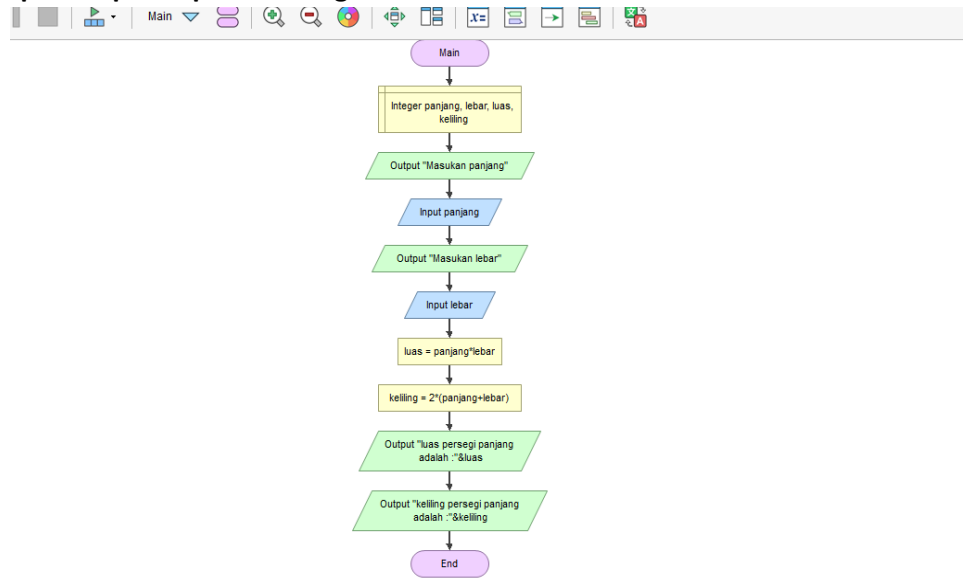 Main
x=
Main
Integer panjang, lebar, luas,
keliling
Output "Masukan panjang"
Input panjang
Output "Masukan lebar"
Input lebar
luas = panjang*lebar
keliling = 2*(panjang+lebar)
Output "luas persegi panjang
adalah :"&luas
Output "keliling persegi panjang
adalah :"&keliling
End